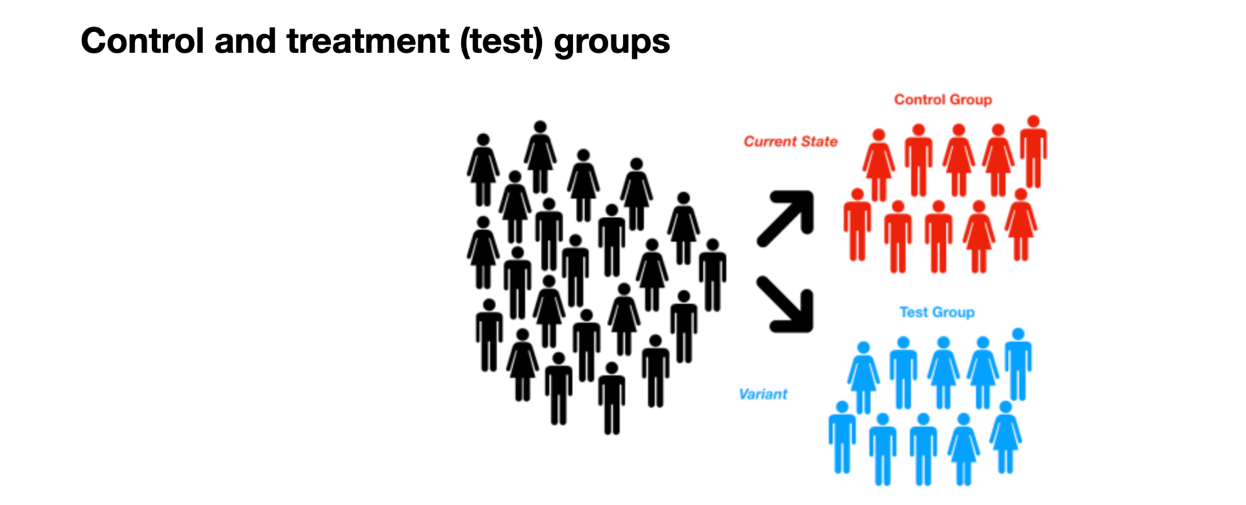 Control and treatment (test) groups
Control Group
Current State
Test Group
Variant